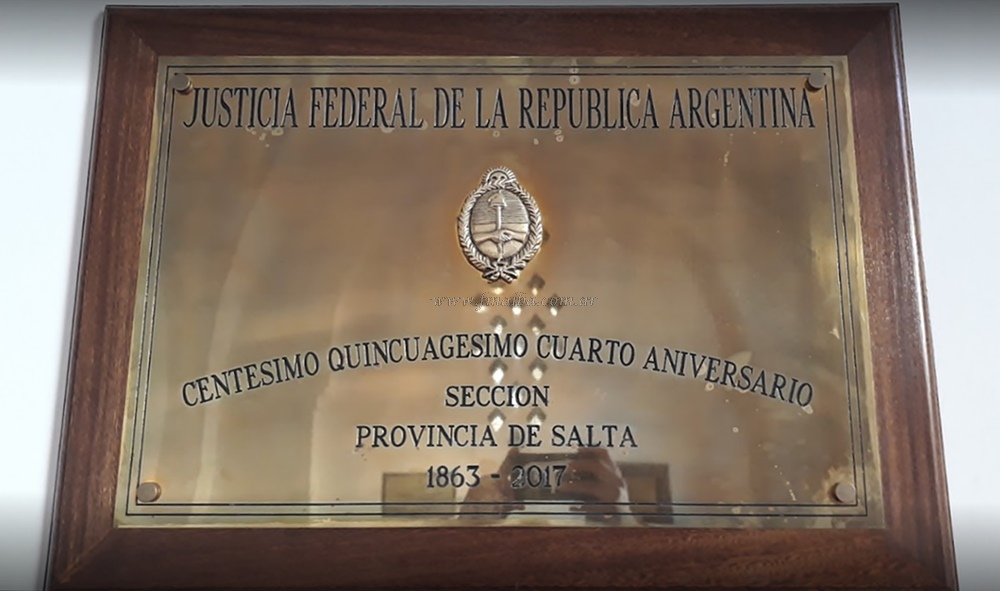 JUSTICIA FEDERAL DE LA REPUBLICA ARGENTINA
CENTESIMO QUINCUAGESIMO CUARTO ANIVERSARIO
SECCION
PROVINCIA DE SALTA
1863 - 2017